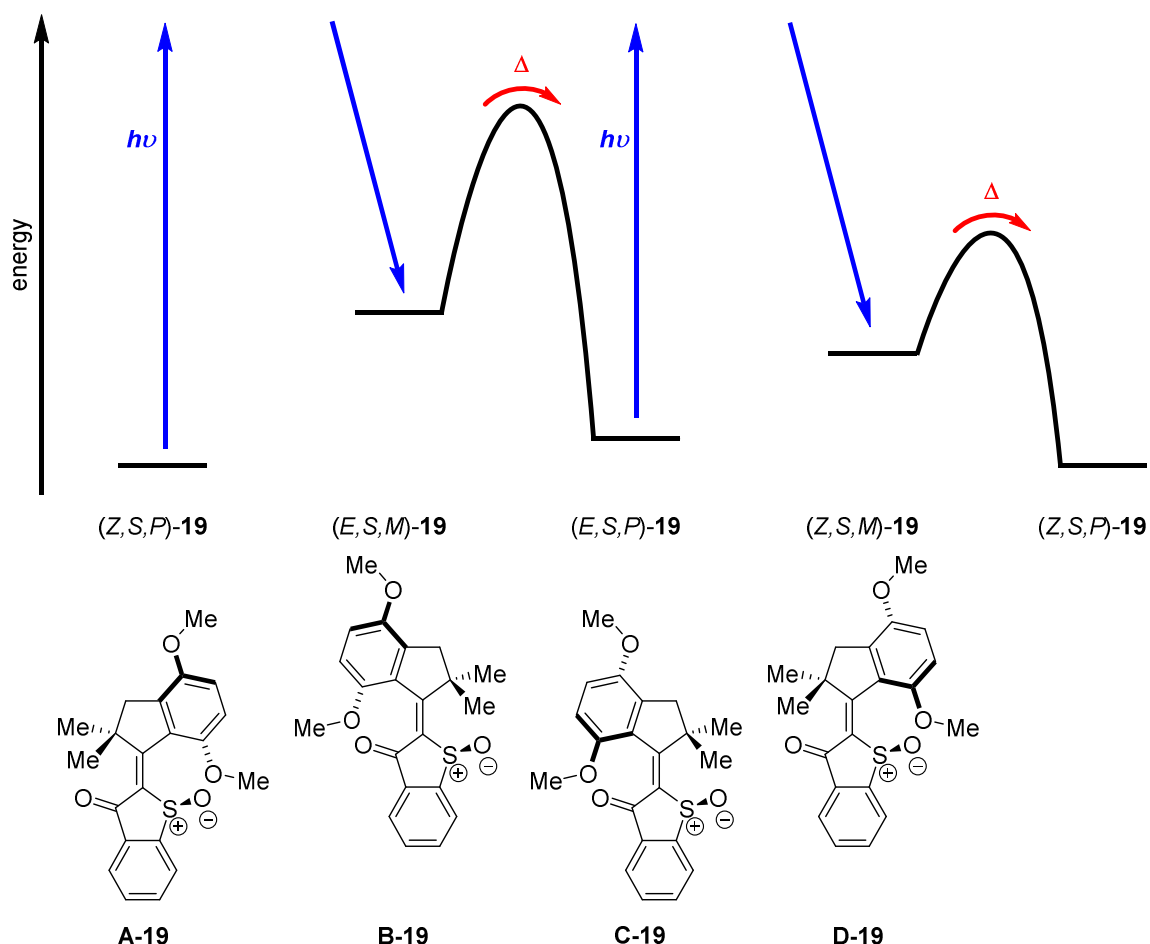 Δ
hυ
hυ
Δ
energy
(Z,S,P)-19
(E,S,M)-19
(E,S,P)-19
(Z,S,M)-19
(Z,S,P)-19
Me
O
Me
Me
O
Me
O
S
O
⊕
⊖
Me
O
Me
O
Me
Me
O
S
O
⊕
⊖
Me
O
Me
O
Me
Me
O
S
O
⊕
⊖
Me
O
Me
Me
O
Me
O
S
O
⊕
⊖
A-19
B-19
C-19
D-19